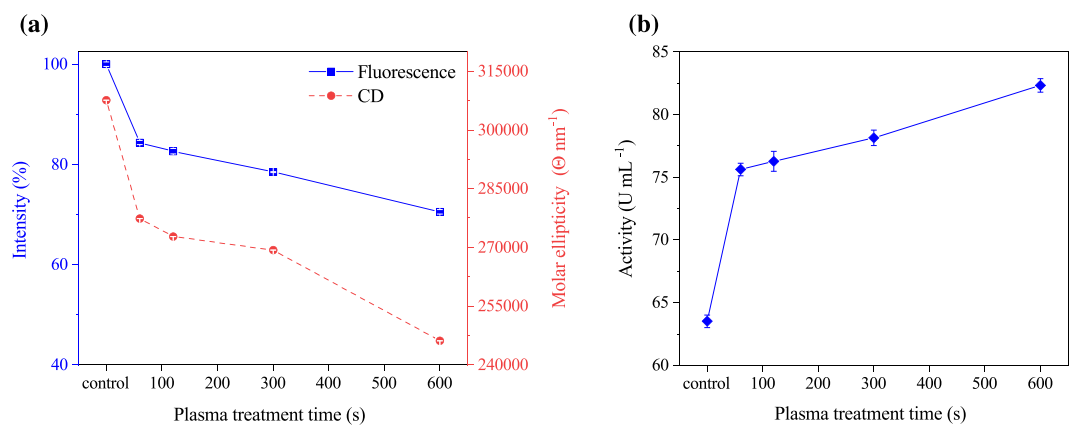 (a)
100
80
60
40
Intensity (%)
Fluorescence
CD
315000
300000
285000
270000
255000
240000
Molar ellipticity (Θ nm⁻¹)
control 100 200 300 400 500 600
Plasma treatment time (s)
(b)
85
80
75
70
65
60
Activity (U mL⁻¹)
control 100 200 300 400 500 600
Plasma treatment time (s)